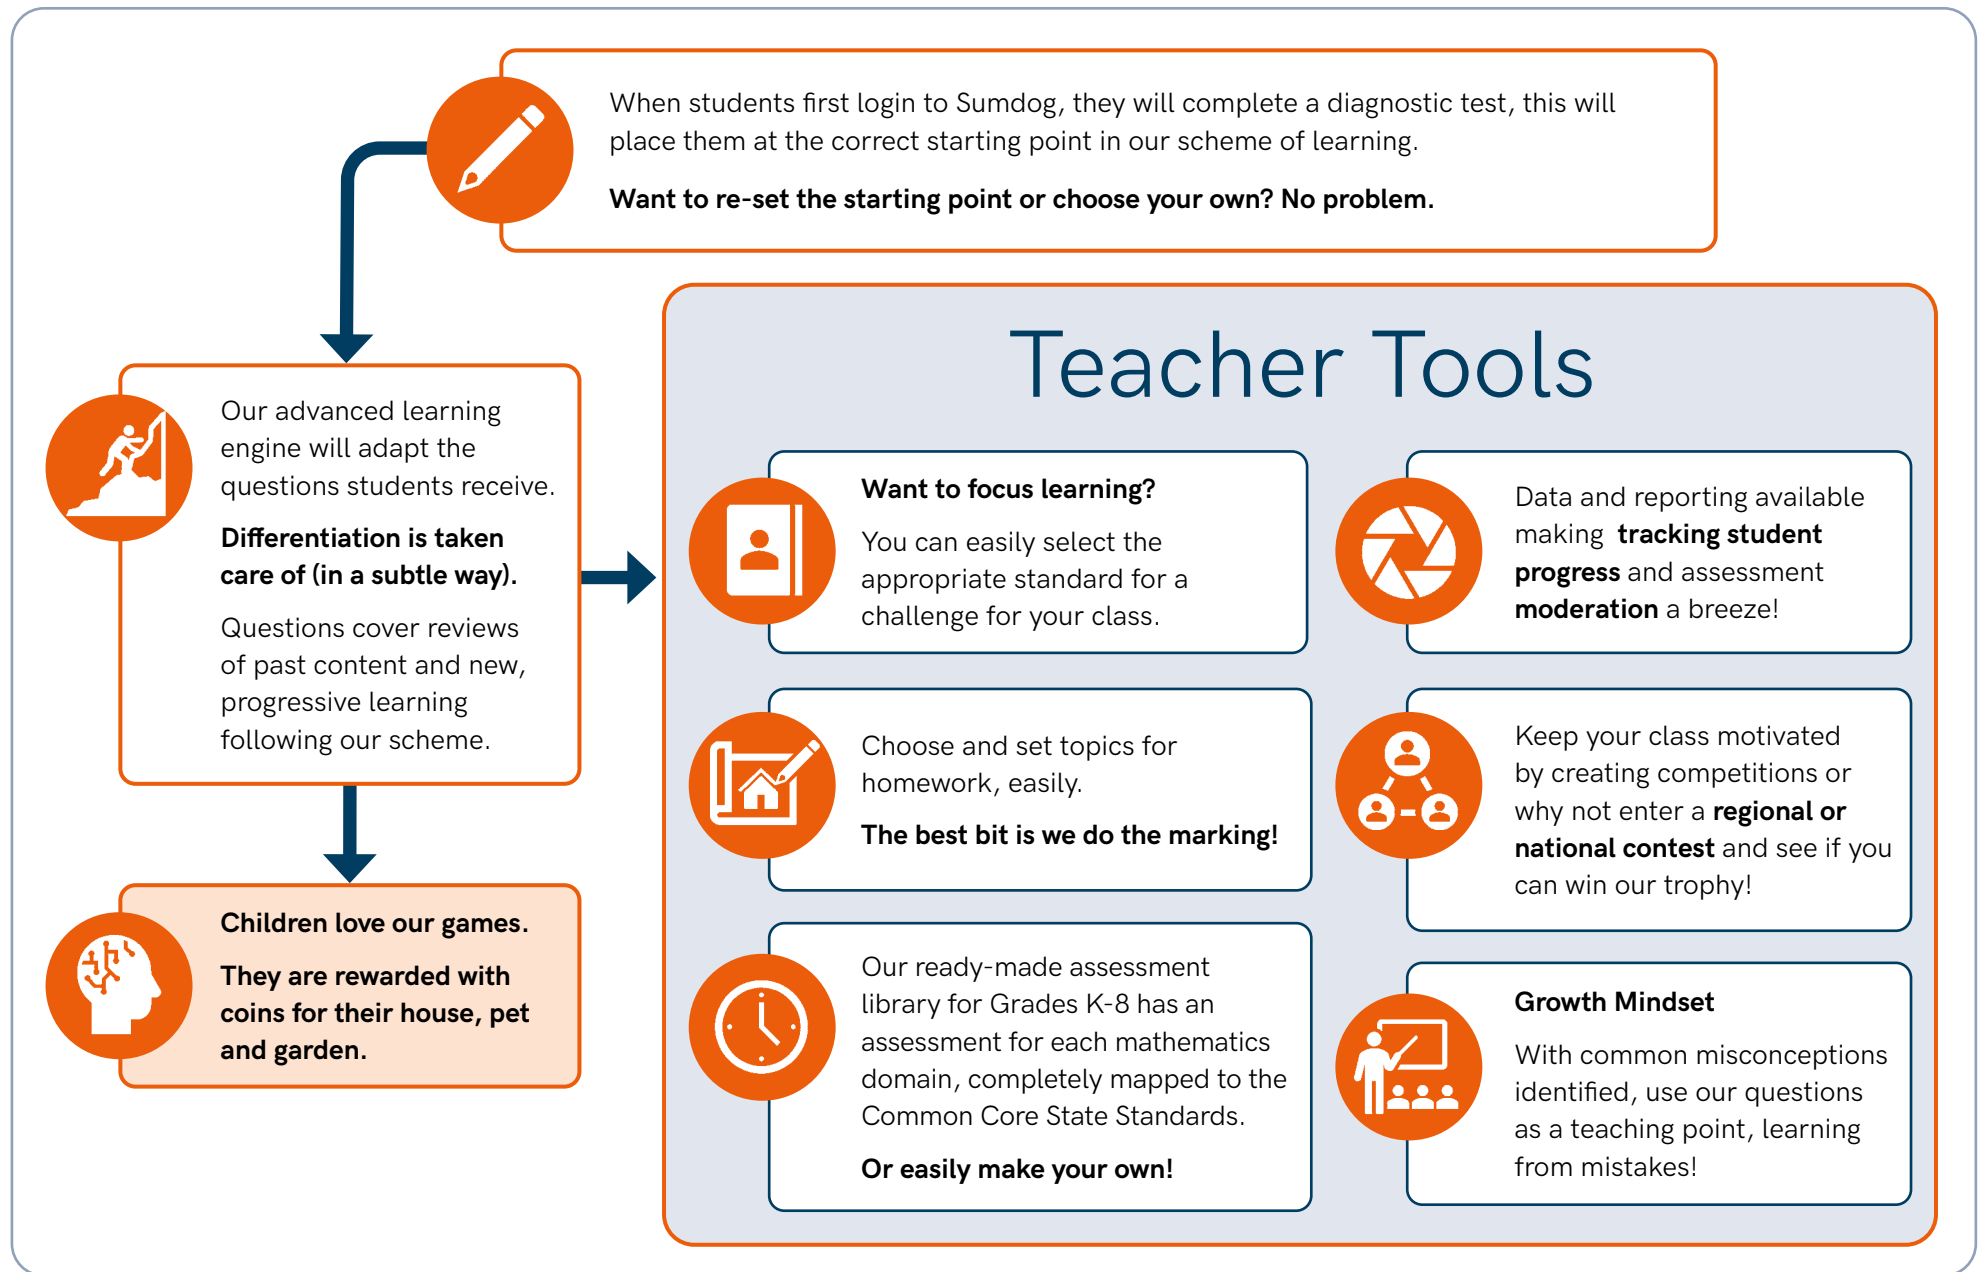 When students first login to Sumdog, they will complete a diagnostic test, this will
place them at the correct starting point in our scheme of learning.
Want to re-set the starting point or choose your own? No problem.
Our advanced learning
engine will adapt the
questions students receive.
Differentiation is taken
care of (in a subtle way).
Questions cover reviews
of past content and new,
progressive learning
following our scheme.
Children love our games.
They are rewarded with
coins for their house, pet
and garden.
Teacher Tools
Want to focus learning?
You can easily select the
appropriate standard for a
challenge for your class.
Choose and set topics for
homework, easily.
The best bit is we do the marking!
Our ready-made assessment
library for Grades K-8 has an
assessment for each mathematics
domain, completely mapped to the
Common Core State Standards.
Or easily make your own!
Data and reporting available
making tracking student
progress and assessment
moderation a breeze!
Keep your class motivated
by creating competitions or
why not enter a regional or
national contest and see if you
can win our trophy!
Growth Mindset
With common misconceptions
identified, use our questions
as a teaching point, learning
from mistakes!